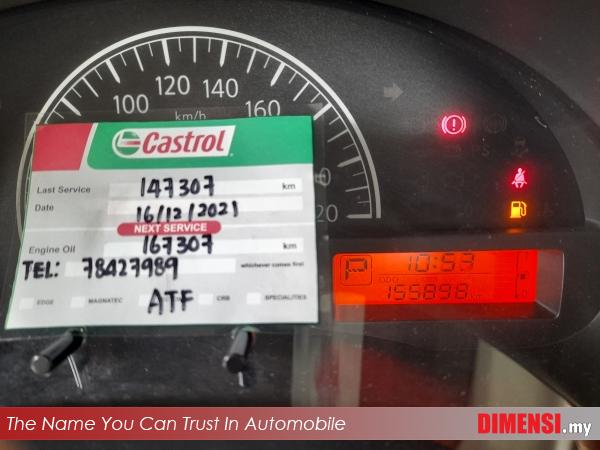 120 140
100 160
km/h
Castrol
Last Service 147307 km
Date 16/12/2021
NEXT SERVICE
Engine Oil 167307 km
TEL: 78427989 whichever comes first
EDGE MAGNATEC ATF CRB SPECIALITIES
20
P 10:53
ODO 155898 km
The Name You Can Trust In Automobile
DIMENSI.my